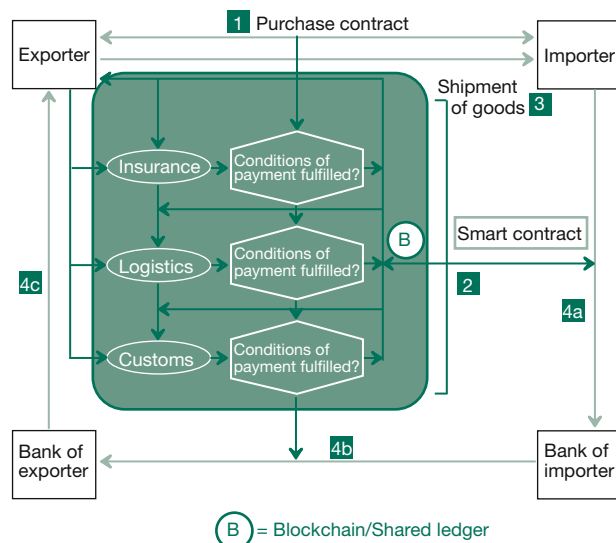 1 Purchase contract
Exporter
Importer
Shipment
of goods 3
Insurance
Conditions of
payment fulfilled?
B
Smart contract
Logistics
Conditions of
payment fulfilled?
2
4c
4a
Customs
Conditions of
payment fulfilled?
Bank of
exporter
4b
Bank of
importer
B = Blockchain/Shared ledger